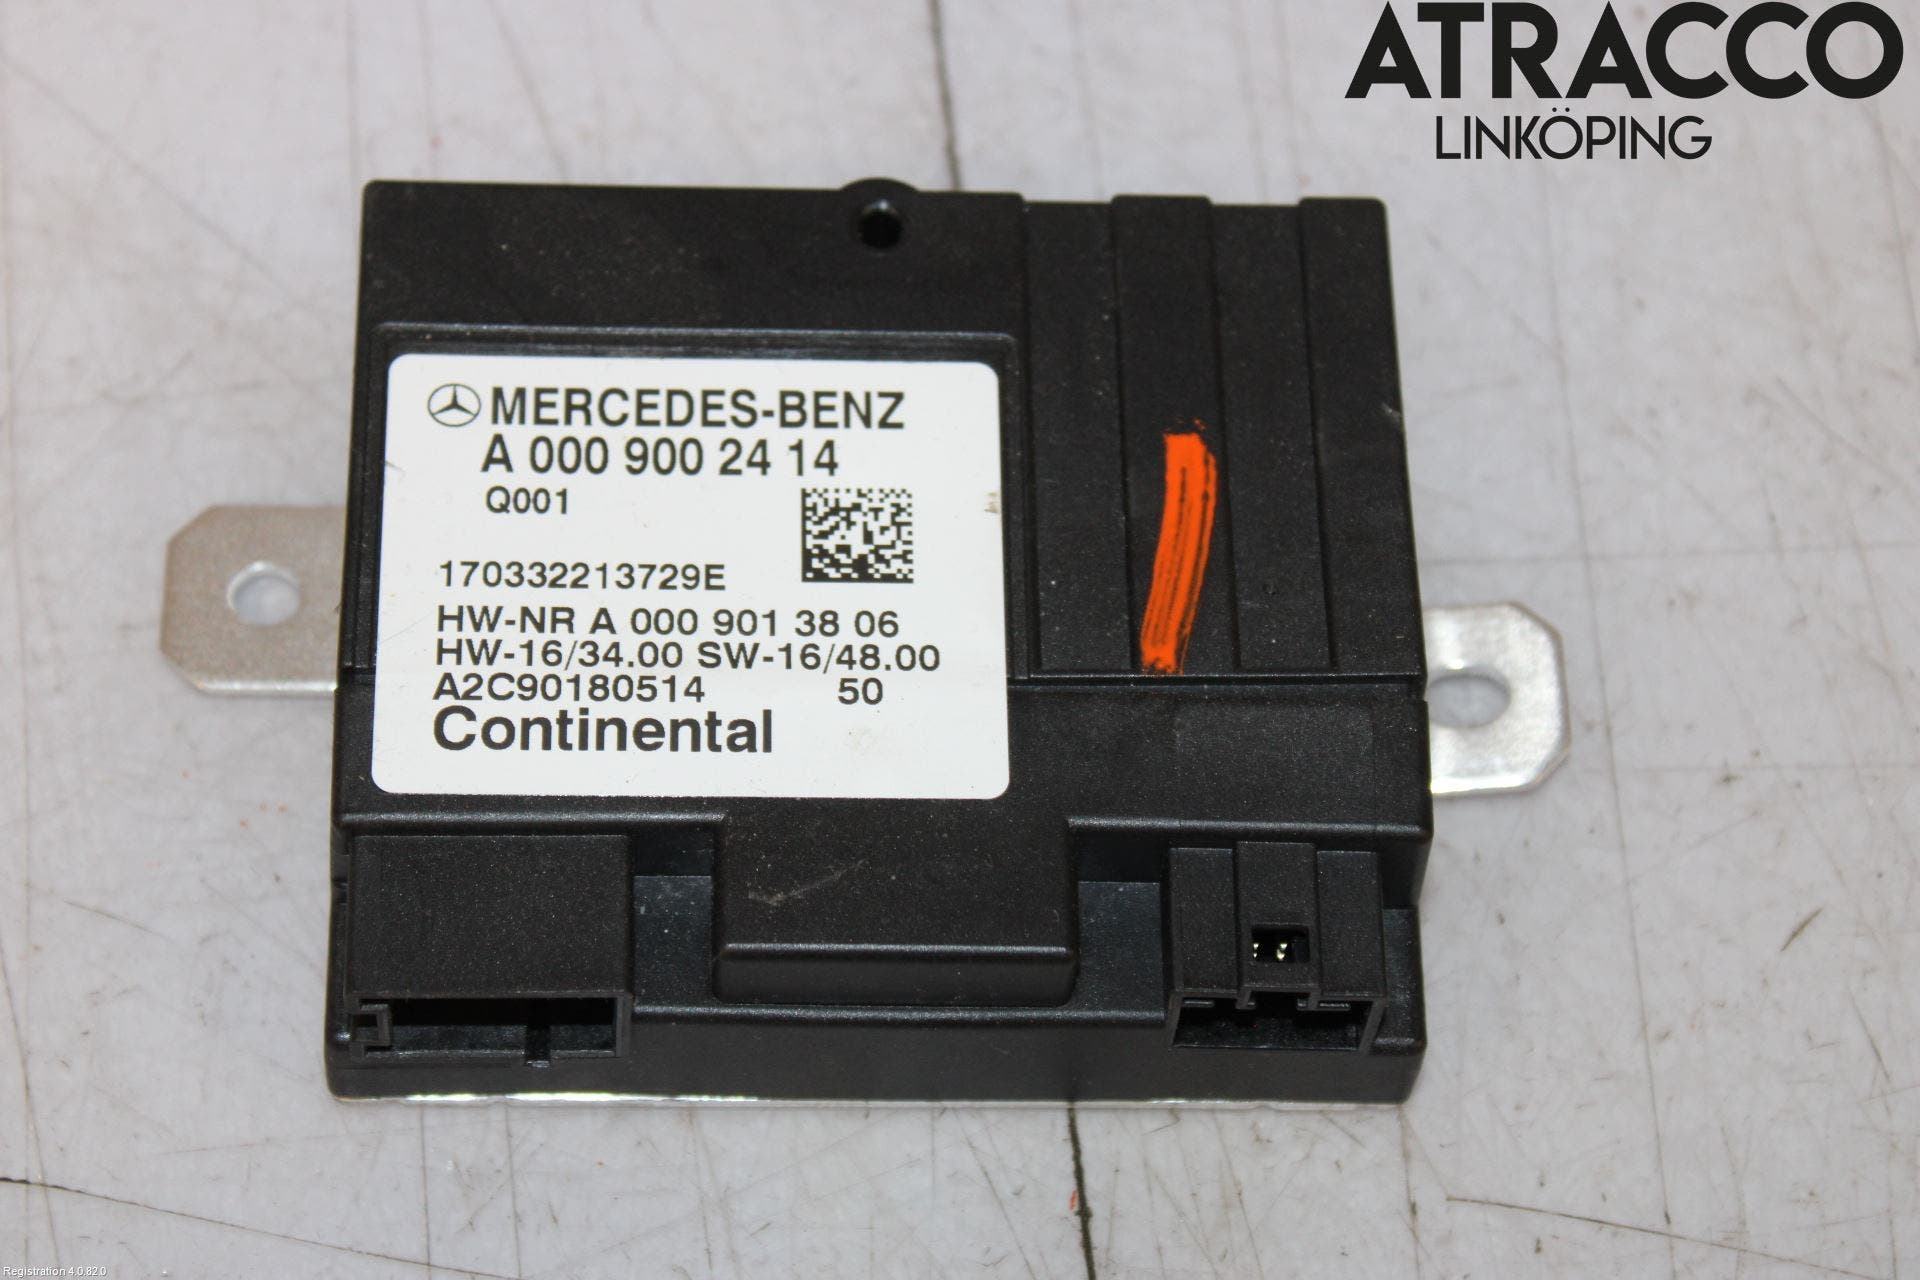 ATRACCO
LINKÖPING
MERCEDES-BENZ
A 000 900 24 14
Q001
170332213729E
HW-NR A 000 901 38 06
HW-16/34.00 SW-16/48.00
A2C90180514 50
Continental
Registration 4.0.82.0